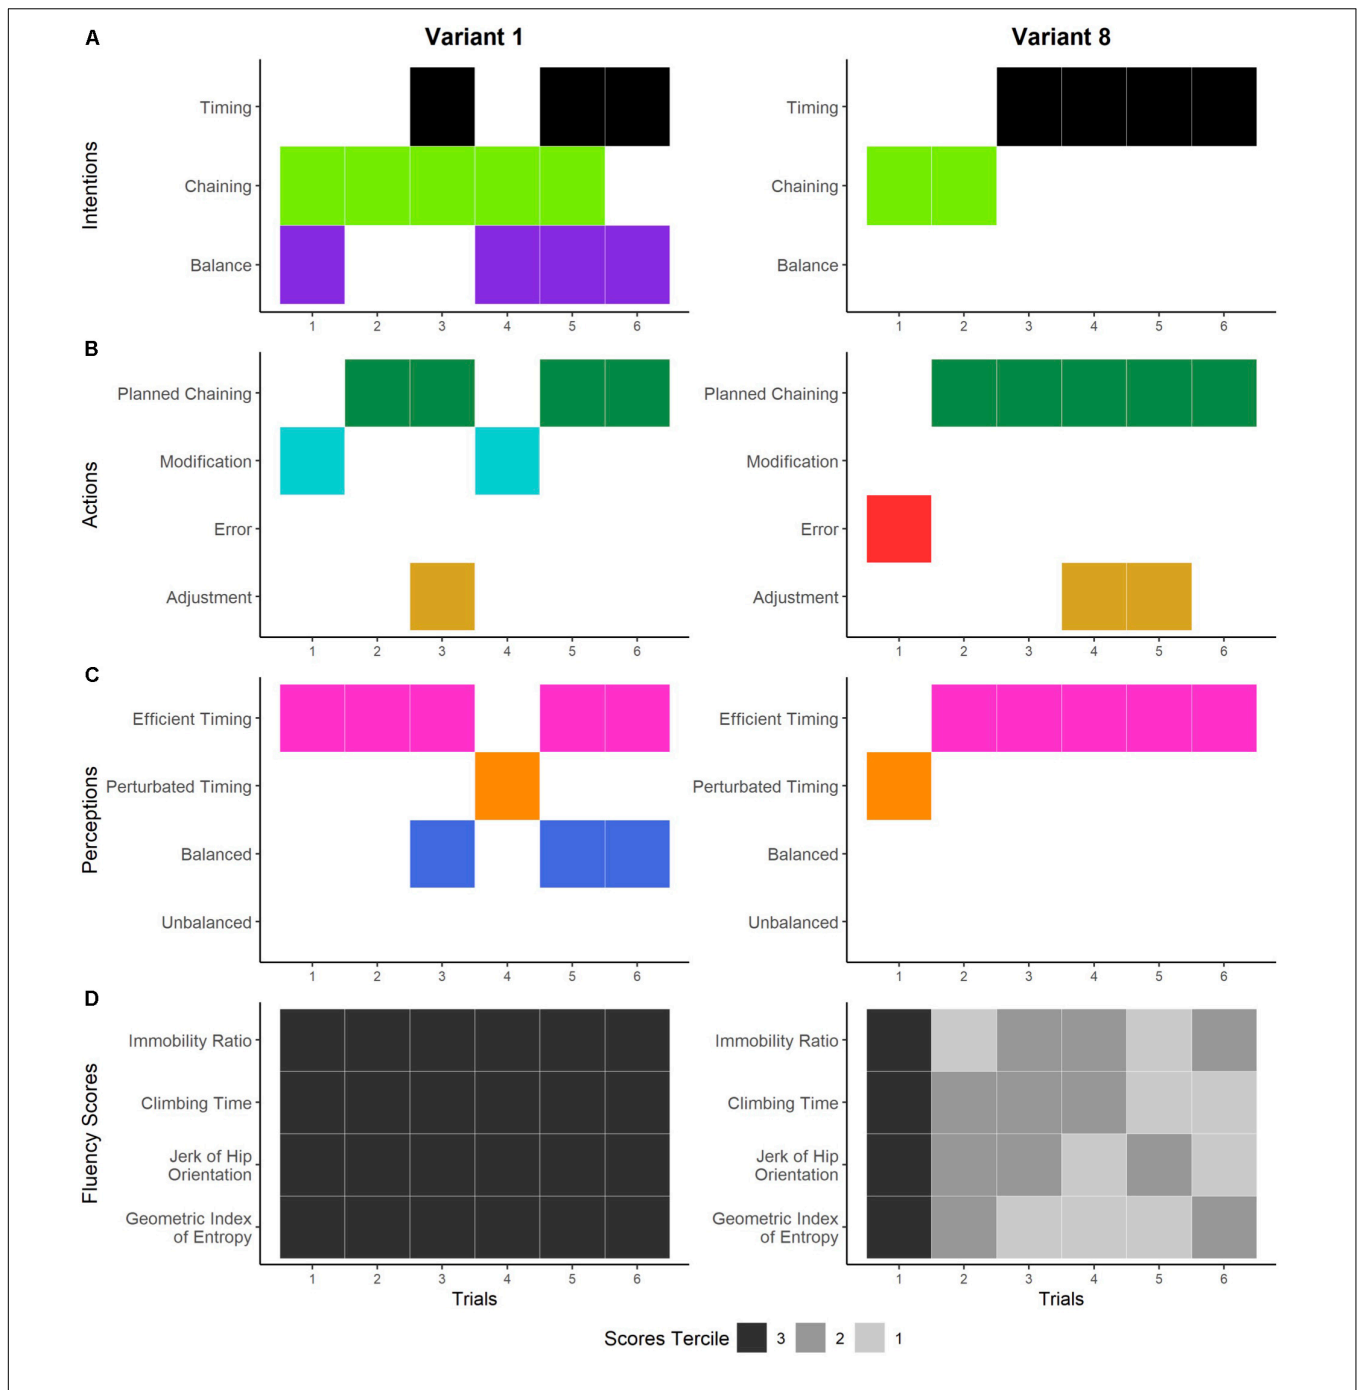 A
Variant 1
Variant 8
Intentions
Timing
Chaining
Balance
1 2 3 4 5 6
Timing
Chaining
Balance
1 2 3 4 5 6
B
Actions
Planned Chaining
Modification
Error
Adjustment
1 2 3 4 5 6
Planned Chaining
Modification
Error
Adjustment
1 2 3 4 5 6
C
Perceptions
Efficient Timing
Perturbated Timing
Balanced
Unbalanced
1 2 3 4 5 6
Efficient Timing
Perturbated Timing
Balanced
Unbalanced
1 2 3 4 5 6
D
Fluency Scores
Immobility Ratio
Climbing Time
Jerk of Hip
Orientation
Geometric Index
of Entropy
1 2 3 4 5 6
Trials
Immobility Ratio
Climbing Time
Jerk of Hip
Orientation
Geometric Index
of Entropy
1 2 3 4 5 6
Trials
Scores Tercile 3 2 1